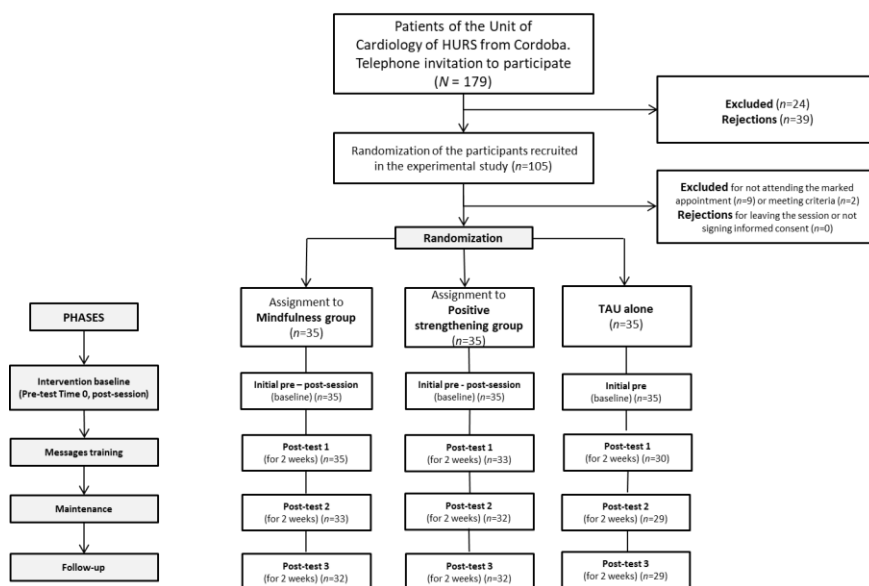 Patients of the Unit of
Cardiology of HURS from Cordoba.
Telephone invitation to participate
(N = 179)
Excluded (n=24)
Rejections (n=39)
Randomization of the participants recruited
in the experimental study (n=105)
Excluded for not attending the marked
appointment (n=9) or meeting criteria (n=2)
Rejections for leaving the session or not
signing informed consent (n=0)
Randomization
Assignment to
Mindfulness group
(n=35)
Assignment to
Positive
strengthening group
(n=35)
TAU alone
(n=35)
PHASES
Intervention baseline
(Pre-test Time 0, post-session)
Initial pre – post-session
(baseline) (n=35)
Initial pre - post-session
(baseline) (n=35)
Initial pre
(baseline) (n=35)
Messages training
Post-test 1
(for 2 weeks) (n=35)
Post-test 1
(for 2 weeks) (n=33)
Post-test 1
(for 2 weeks) (n=30)
Maintenance
Post-test 2
(for 2 weeks) (n=33)
Post-test 2
(for 2 weeks) (n=32)
Post-test 2
(for 2 weeks) (n=29)
Follow-up
Post-test 3
(for 2 weeks) (n=32)
Post-test 3
(for 2 weeks) (n=32)
Post-test 3
(for 2 weeks) (n=29)